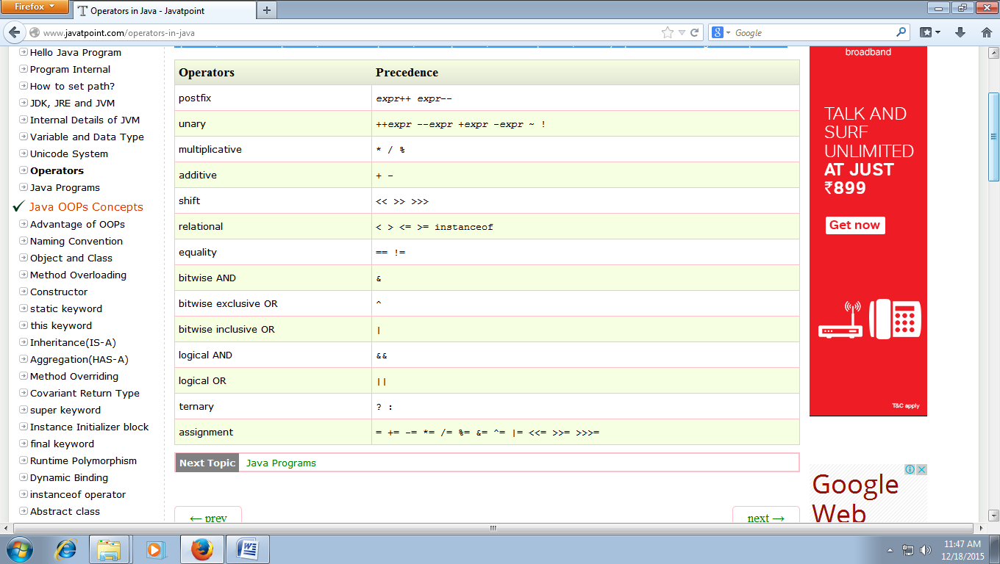 Firefox
Operators in Java - Javatpoint
www.javatpoint.com/operators-in-java
Google
Hello Java Program
Program Internal
How to set path?
JDK, JRE and JVM
Internal Details of JVM
Variable and Data Type
Unicode System
Operators
Java Programs
Java OOPs Concepts
Advantage of OOPs
Naming Convention
Object and Class
Method Overloading
Constructor
static keyword
this keyword
Inheritance(IS-A)
Aggregation(HAS-A)
Method Overriding
Covariant Return Type
super keyword
Instance Initializer block
final keyword
Runtime Polymorphism
Dynamic Binding
instanceof operator
Abstract class
Operators Precedence
postfix expr++ expr--
unary ++expr --expr +expr -expr ~ !
multiplicative * / %
additive + -
shift << >> >>>
relational < > <= >= instanceof
equality == !=
bitwise AND &
bitwise exclusive OR ^
bitwise inclusive OR |
logical AND &&
logical OR ||
ternary ? :
assignment = += -= *= /= %= &= ^= |= <<= >>= >>>=
Next Topic Java Programs
← prev next →
broadband
TALK AND
SURF
UNLIMITED
AT JUST
₹899
Get now
T&C apply
Google
Web
11:47 AM
12/18/2015